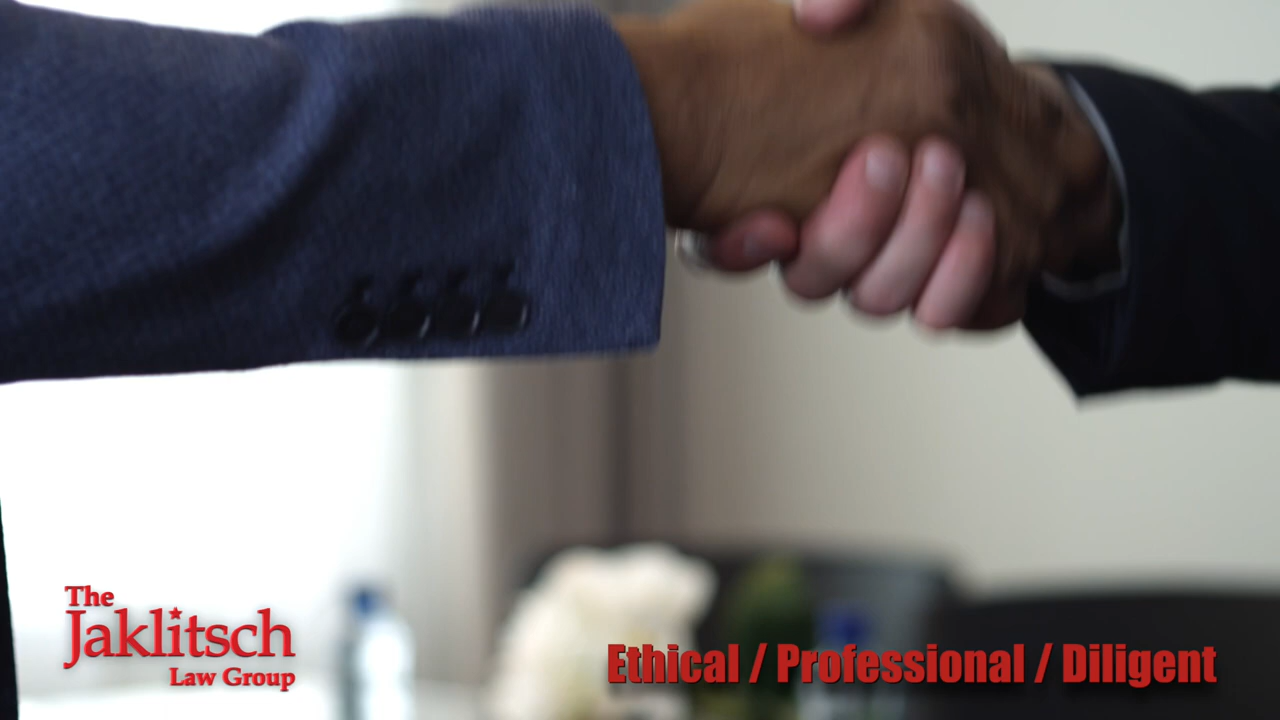 The
Jaklitsch
Law Group
Ethical / Professional / Diligent